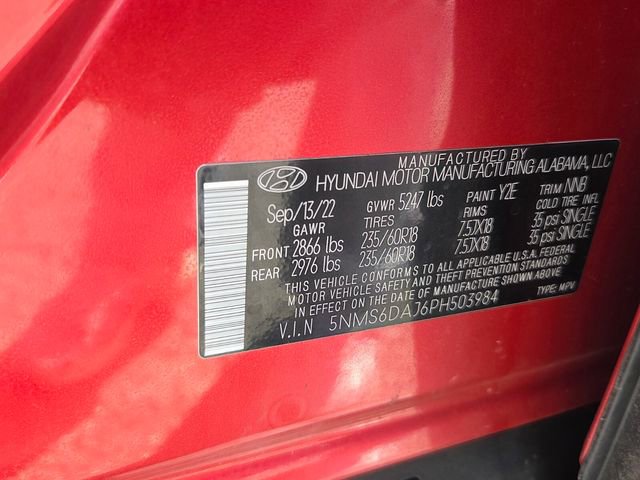 MANUFACTURED BY
HYUNDAI MOTOR MANUFACTURING ALABAMA, LLC
Sep/13/22 GVWR 5247 lbs PAINT Y2E TRIM NNB
GAWR TIRES RIMS COLD TIRE INFL
FRONT 2866 lbs 235/60R18 7.5JX18 35 psi SINGLE
REAR 2976 lbs 235/60R18 7.5JX18 35 psi SINGLE
THIS VEHICLE CONFORMS TO ALL APPLICABLE U.S.A. FEDERAL
MOTOR VEHICLE SAFETY AND THEFT PREVENTION STANDARDS
IN EFFECT ON THE DATE OF MANUFACTURE SHOWN ABOVE.
V.I.N 5NMS6DAJ6PH503984 TYPE: MPV